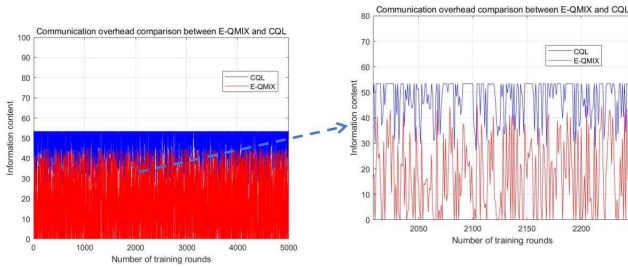 Communication overhead comparison between E-QMIX and CQL
100
90
80
70
60
50
40
30
20
10
0
Information content
CQL
E-QMIX
0 1000 2000 3000 4000 5000
Number of training rounds
Communication overhead comparison between E-QMIX and CQL
80
70
60
50
40
30
20
10
0
Information content
CQL
E-QMIX
2050 2100 2150 2200
Number of training rounds